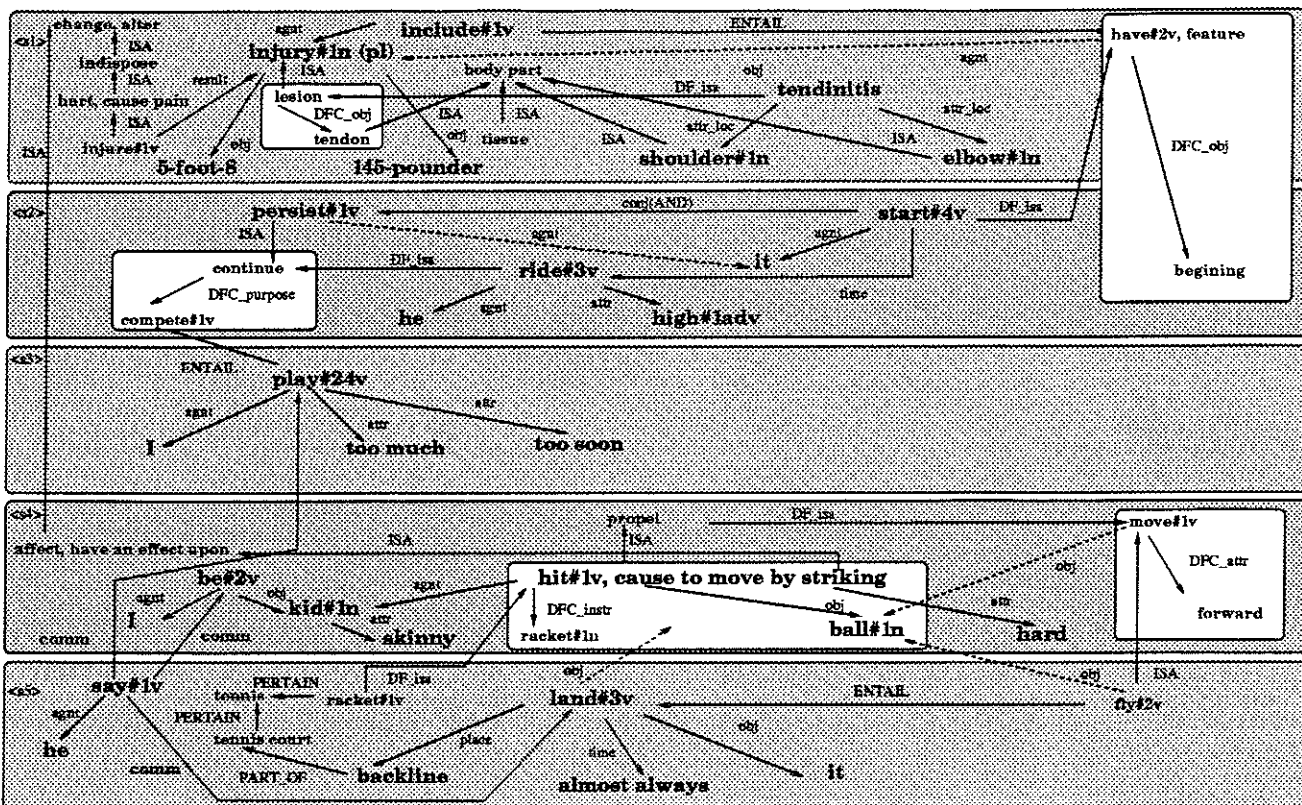 change, alter
include#1v
ENTAIL
<s1>
agnt
ISA
injury#1n (pl)
have#2v, feature
indispose
result
ISA
body part
obj
agnt
ISA
lesion
DF_isa
tendinitis
hurt, cause pain
DFC_obj
ISA
ISA
attr_loc
ISA
tendon
obj
tissue
ISA
attr_loc
ISA
DFC_obj
ISA
injure#1v
obj
shoulder#1n
elbow#1n
5-foot-8
145-pounder
<s2>
persist#1v
conj(AND)
start#4v
DF_isa
ISA
agnt
agnt
continue
DF_isa
ride#3v
it
begining
DFC_purpose
agnt
attr
time
compete#1v
he
high#1adv
<s3>
ENTAIL
play#24v
agnt
attr
attr
I
too much
too soon
<s4>
propel
DF_isa
move#1v
affect, have an effect upon
ISA
ISA
be#2v
agnt
hit#1v, cause to move by striking
obj
DFC_attr
agnt
obj
kid#1n
DFC_instr
obj
attr
forward
I
attr
racket#1n
ball#1n
comm
comm
skinny
hard
<s5>
say#1v
PERTAIN
DF_isa
obj
obj
ISA
tennis
racket#1v
land#3v
ENTAIL
fly#2v
agnt
PERTAIN
obj
he
tennis court
place
time
comm
PART_OF
backline
almost always
it